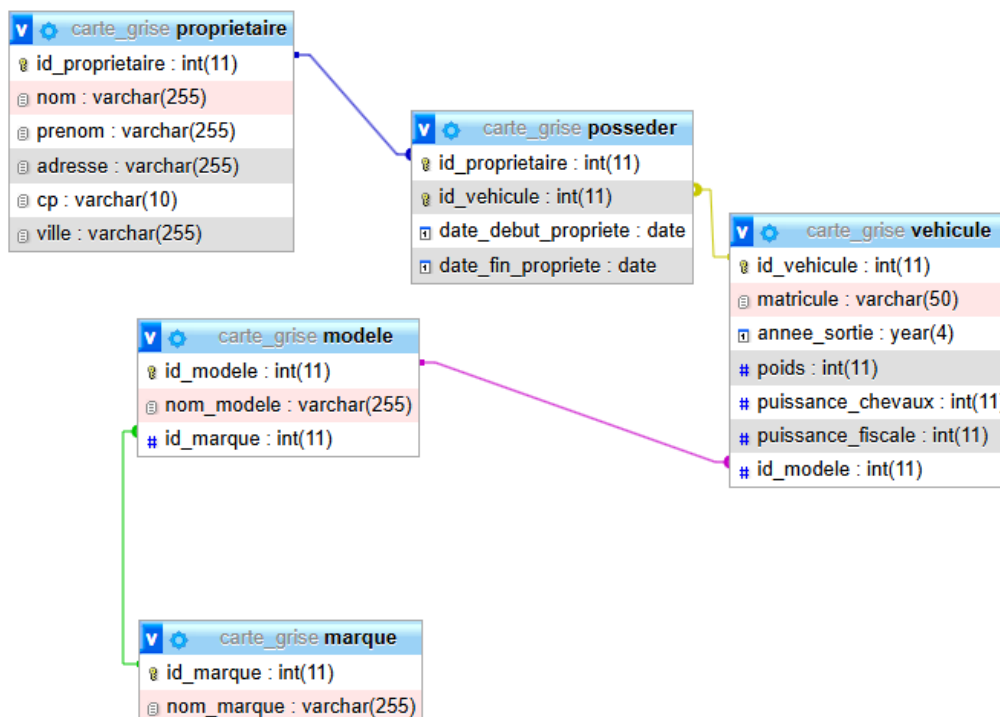 carte_grise proprietaire
id_proprietaire : int(11)
nom : varchar(255)
prenom : varchar(255)
adresse : varchar(255)
cp : varchar(10)
ville : varchar(255)
carte_grise posseder
id_proprietaire : int(11)
id_vehicule : int(11)
date_debut_propriete : date
date_fin_propriete : date
carte_grise vehicule
id_vehicule : int(11)
matricule : varchar(50)
annee_sortie : year(4)
poids : int(11)
puissance_chevaux : int(11)
puissance_fiscale : int(11)
id_modele : int(11)
carte_grise modele
id_modele : int(11)
nom_modele : varchar(255)
id_marque : int(11)
carte_grise marque
id_marque : int(11)
nom_marque : varchar(255)